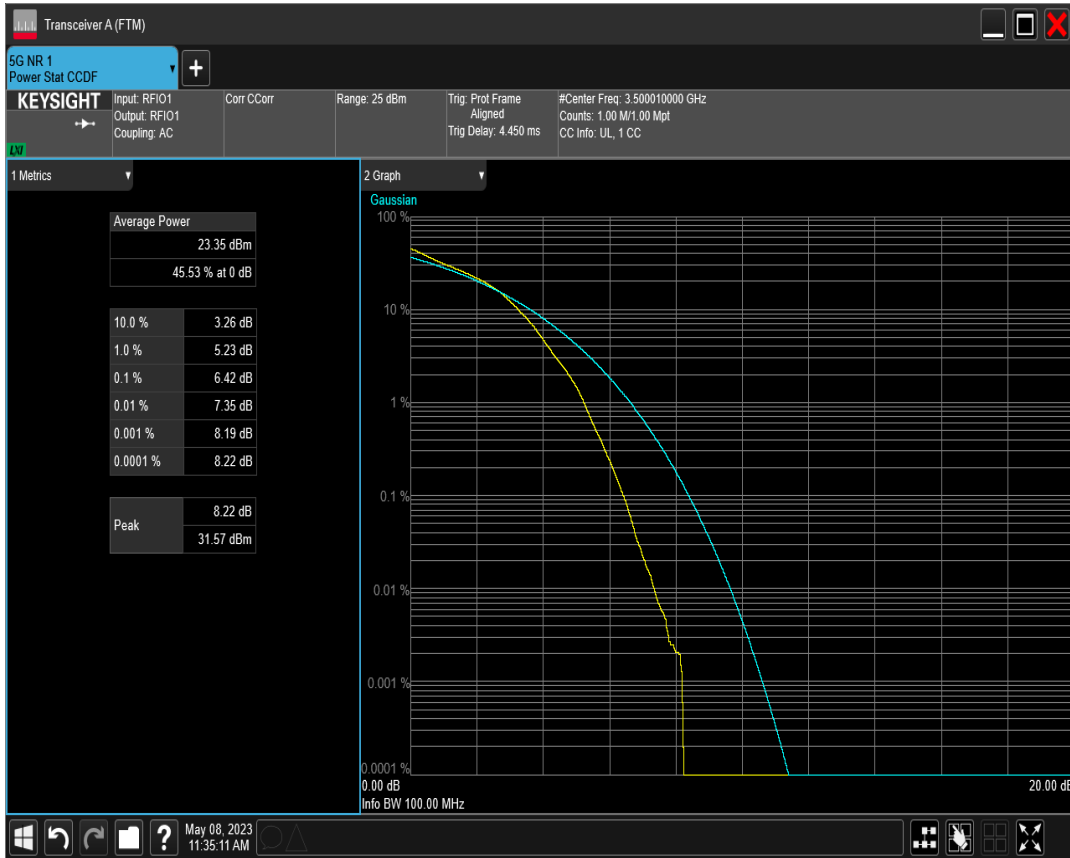 Transceiver A (FTM)
5G NR 1
Power Stat CCDF
+
KEYSIGHT
LXI
Input: RFIO1
Output: RFIO1
Coupling: AC
Corr CCorr
Range: 25 dBm
Trig: Prot Frame
Aligned
Trig Delay: 4.450 ms
#Center Freq: 3.500010000 GHz
Counts: 1.00 M/1.00 Mpt
CC Info: UL, 1 CC
1 Metrics
Average Power
23.35 dBm
45.53 % at 0 dB
10.0 % 3.26 dB
1.0 % 5.23 dB
0.1 % 6.42 dB
0.01 % 7.35 dB
0.001 % 8.19 dB
0.0001 % 8.22 dB
Peak
8.22 dB
31.57 dBm
2 Graph
Gaussian
100 %
10 %
1 %
0.1 %
0.01 %
0.001 %
0.0001 %
0.00 dB 20.00 dB
Info BW 100.00 MHz
?
May 08, 2023
11:35:11 AM